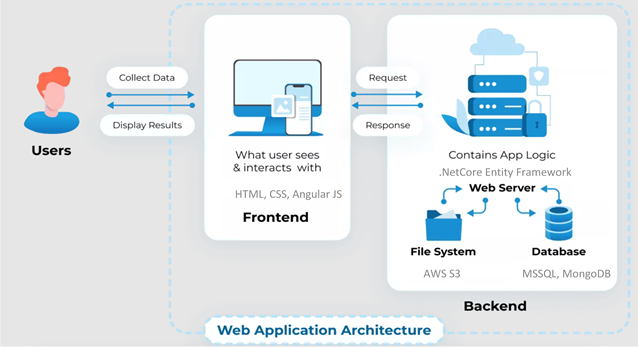 Users
Collect Data
Display Results
What user sees
& interacts with
HTML, CSS, Angular JS
Frontend
Request
Response
Contains App Logic
.NetCore Entity Framework
Web Server
File System
AWS S3
Database
MSSQL, MongoDB
Backend
Web Application Architecture